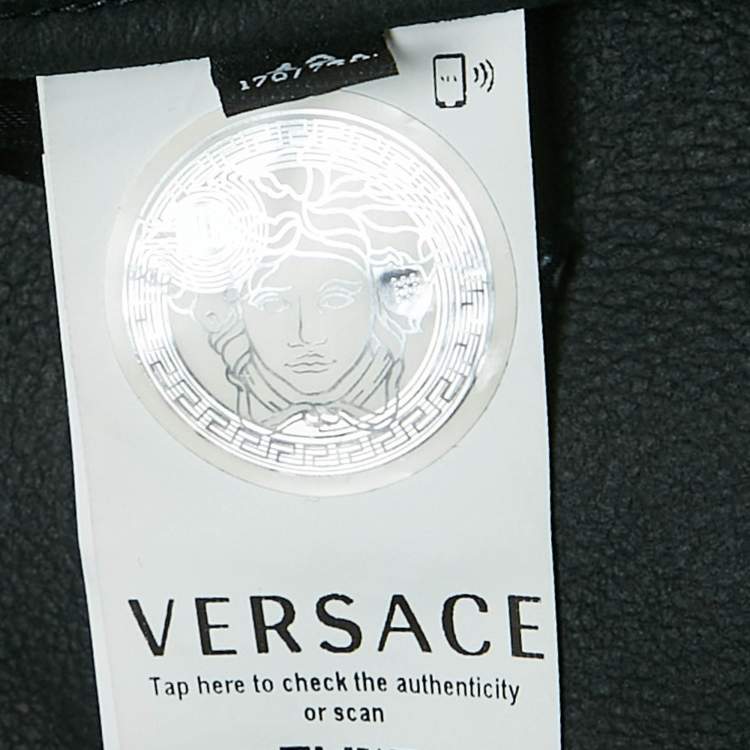 VERSACE
Tap here to check the authenticity
or scan